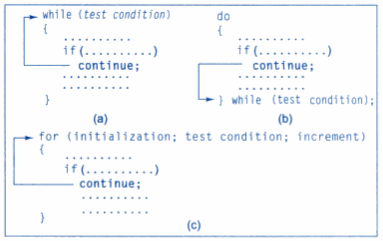 while (test condition)
{
..........
if(..........)
continue;
..........
..........
}
(a)
do
{
..........
if(..........)
continue;
..........
..........
} while (test condition);
(b)
for (initialization; test condition; increment)
{
..........
if(..........)
continue;
..........
..........
}
(c)